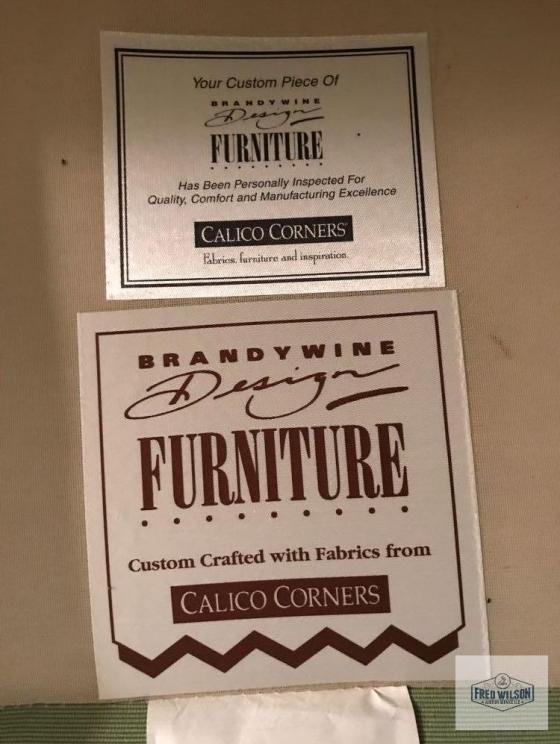 Your Custom Piece Of
BRANDYWINE
Design
FURNITURE
Has Been Personally Inspected For
Quality, Comfort and Manufacturing Excellence
CALICO CORNERS®
Fabrics, furniture and inspiration.
BRANDYWINE
Design
FURNITURE
Custom Crafted with Fabrics from
CALICO CORNERS
FRED WILSON